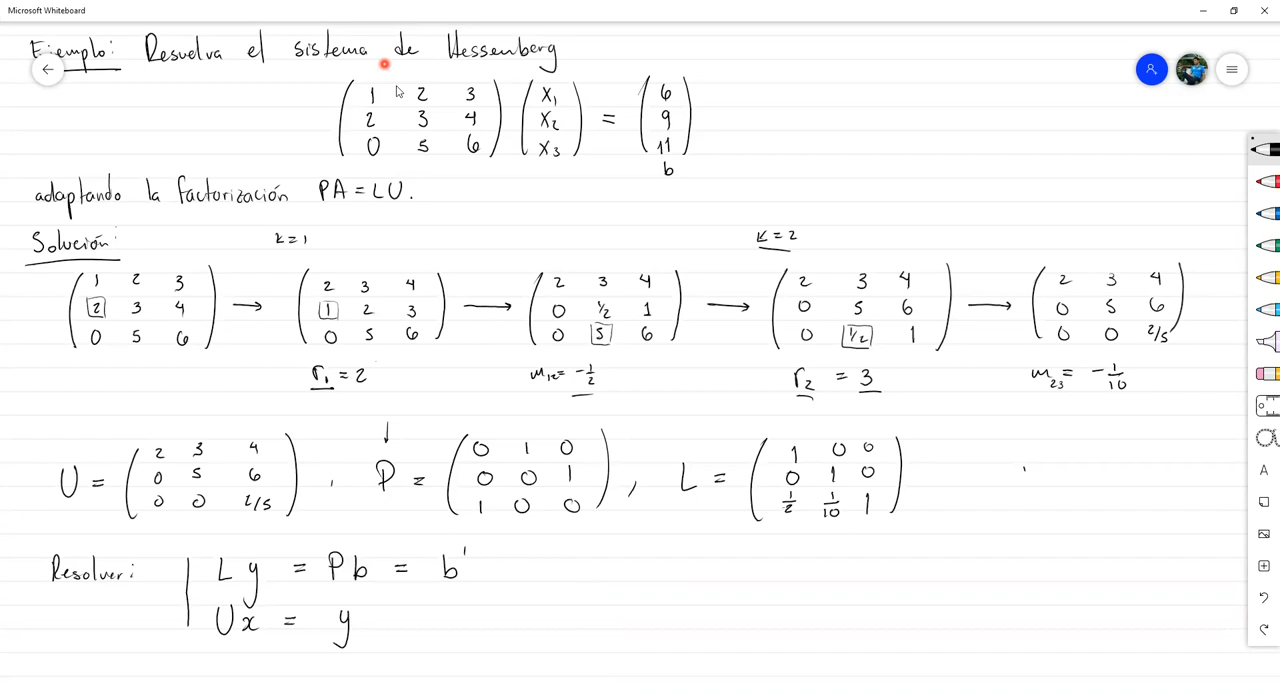 Microsoft Whiteboard
Ejemplo: Resuelva el sistema de Hessenberg
( 1 2 3 ) ( x₁ ) ( 6 )
( 2 3 4 ) ( x₂ ) = ( 9 )
( 0 5 6 ) ( x₃ ) ( 11 )
b
adaptando la factorización PA = LU.
Solución: k=1 k=2
( 1 2 3 ) ( 2 3 4 ) ( 2 3 4 ) ( 2 3 4 ) ( 2 3 4 )
( 2 3 4 ) → ( 1 2 3 ) → ( 0 1/2 1 ) → ( 0 5 6 ) → ( 0 5 6 )
( 0 5 6 ) ( 0 5 6 ) ( 0 5 6 ) ( 0 1/2 1 ) ( 0 0 2/5 )
r₁ = 2 m₁₂= -1/2 r₂ = 3 m₂₃ = -1/10
↓
( 2 3 4 ) ( 0 1 0 ) ( 1 0 0 )
U = ( 0 5 6 ) , P = ( 0 0 1 ) , L = ( 0 1 0 )
( 0 0 2/5 ) ( 1 0 0 ) ( 1/2 1/10 1 )
Resolver: | Ly = Pb = b'
Ux = y
A